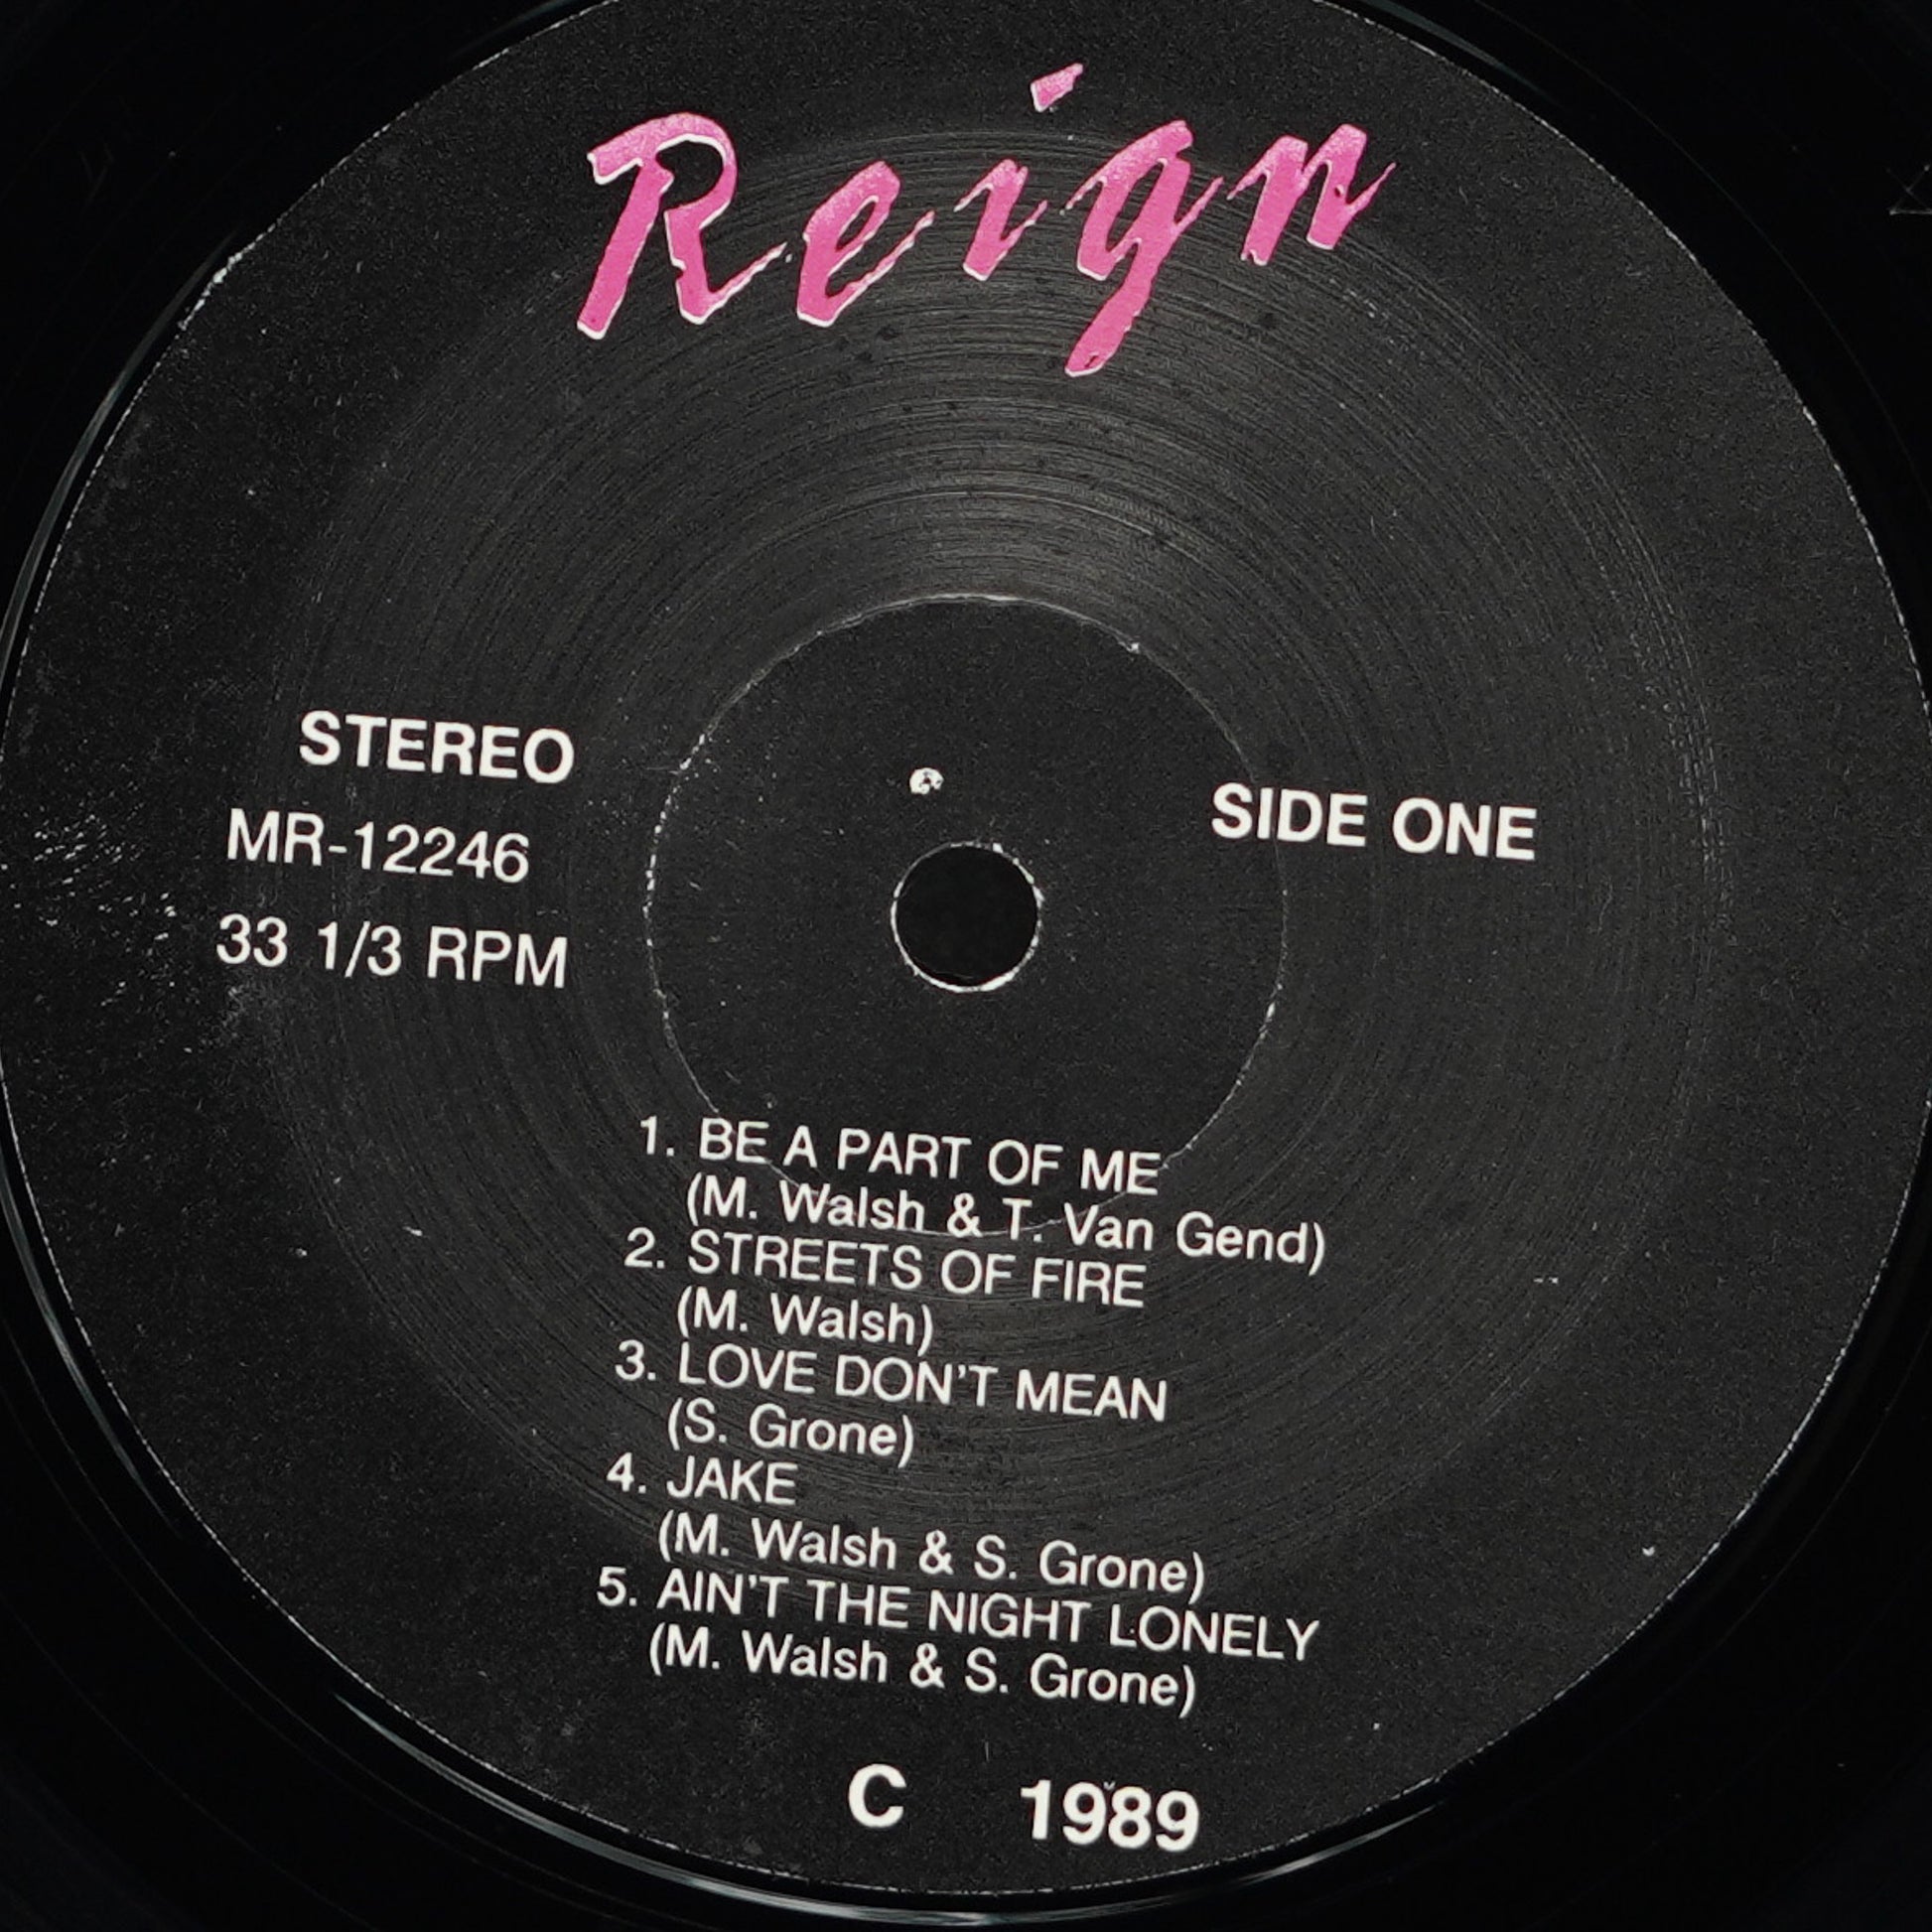 Reign
STEREO
MR-12246
33 1/3 RPM
SIDE ONE
1. BE A PART OF ME
(M. Walsh & T. Van Gend)
2. STREETS OF FIRE
(M. Walsh)
3. LOVE DON'T MEAN
(S. Grone)
4. JAKE
(M. Walsh & S. Grone)
5. AIN'T THE NIGHT LONELY
(M. Walsh & S. Grone)
C 1989